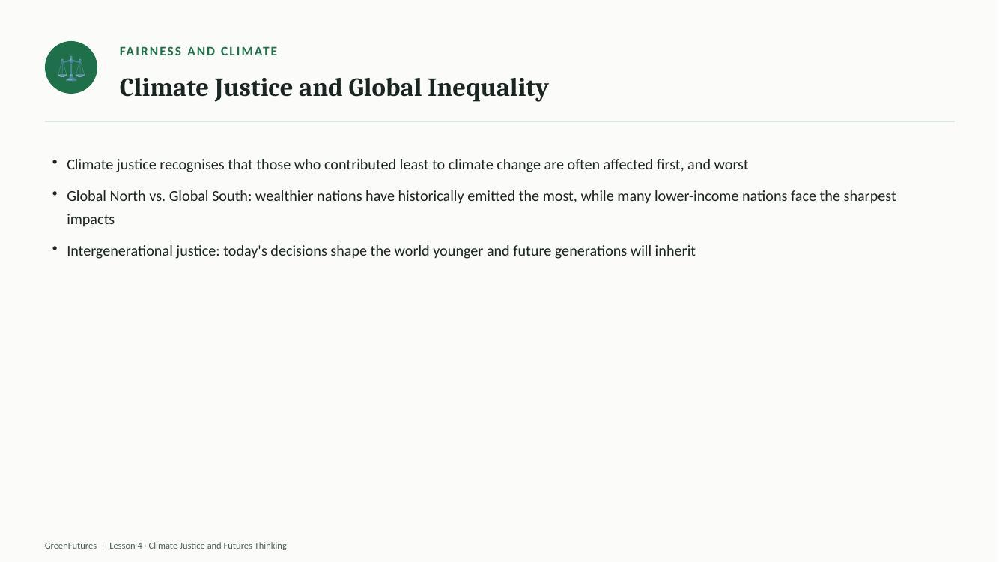 FAIRNESS AND CLIMATE
Climate Justice and Global Inequality
• Climate justice recognises that those who contributed least to climate change are often affected first, and worst
• Global North vs. Global South: wealthier nations have historically emitted the most, while many lower-income nations face the sharpest
impacts
• Intergenerational justice: today's decisions shape the world younger and future generations will inherit
GreenFutures | Lesson 4 · Climate Justice and Futures Thinking